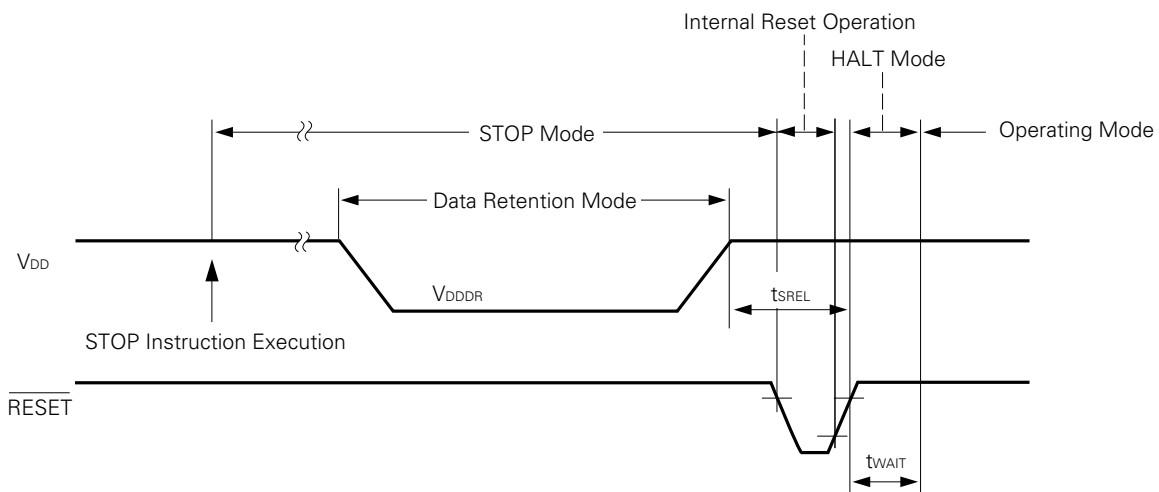 Internal Reset Operation
HALT Mode
STOP Mode
Operating Mode
Data Retention Mode
VDD
VDDDR
tSREL
STOP Instruction Execution
RESET
tWAIT